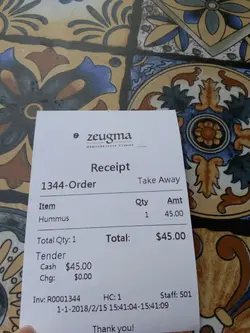 zeugma
Receipt
1344-Order Take Away
Item Qty Amt
Hummus 1 45.00
Total Qty: 1 Total: $45.00
Tender
Cash $45.00
Chg: $0.00
Inv: R0001344 HC: 1 Staff: 501
1-1-2018/2/15 15:41:04-15:41:09
Thank you!